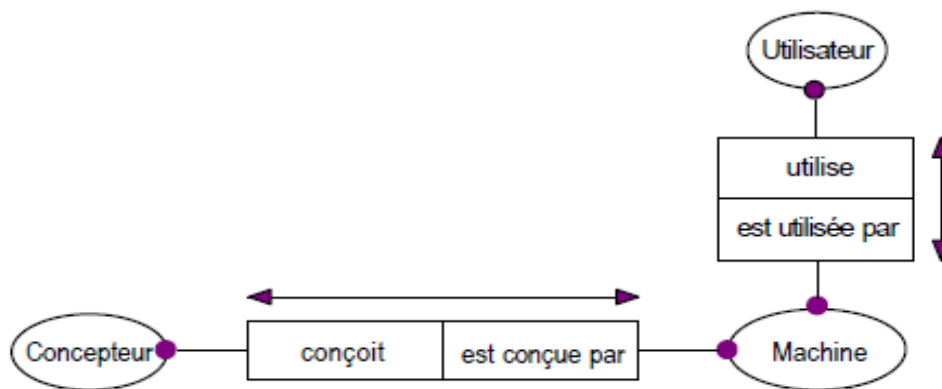 Utilisateur
utilise
est utilisée par
Concepteur
conçoit
est conçue par
Machine